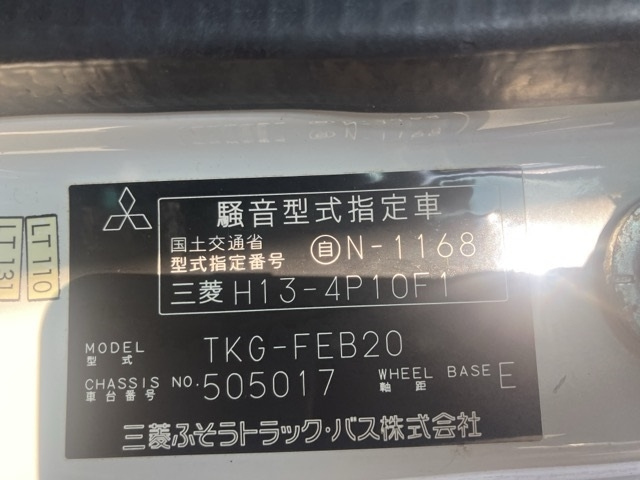 騒音型式指定車
国土交通省
型式指定番号 自N-1168
三菱 H13-4P10F1
MODEL
型式 TKG-FEB20
CHASSIS NO.
車台番号 505017 WHEEL BASE
軸距 E
三菱ふそうトラック・バス株式会社
LT110
LT131